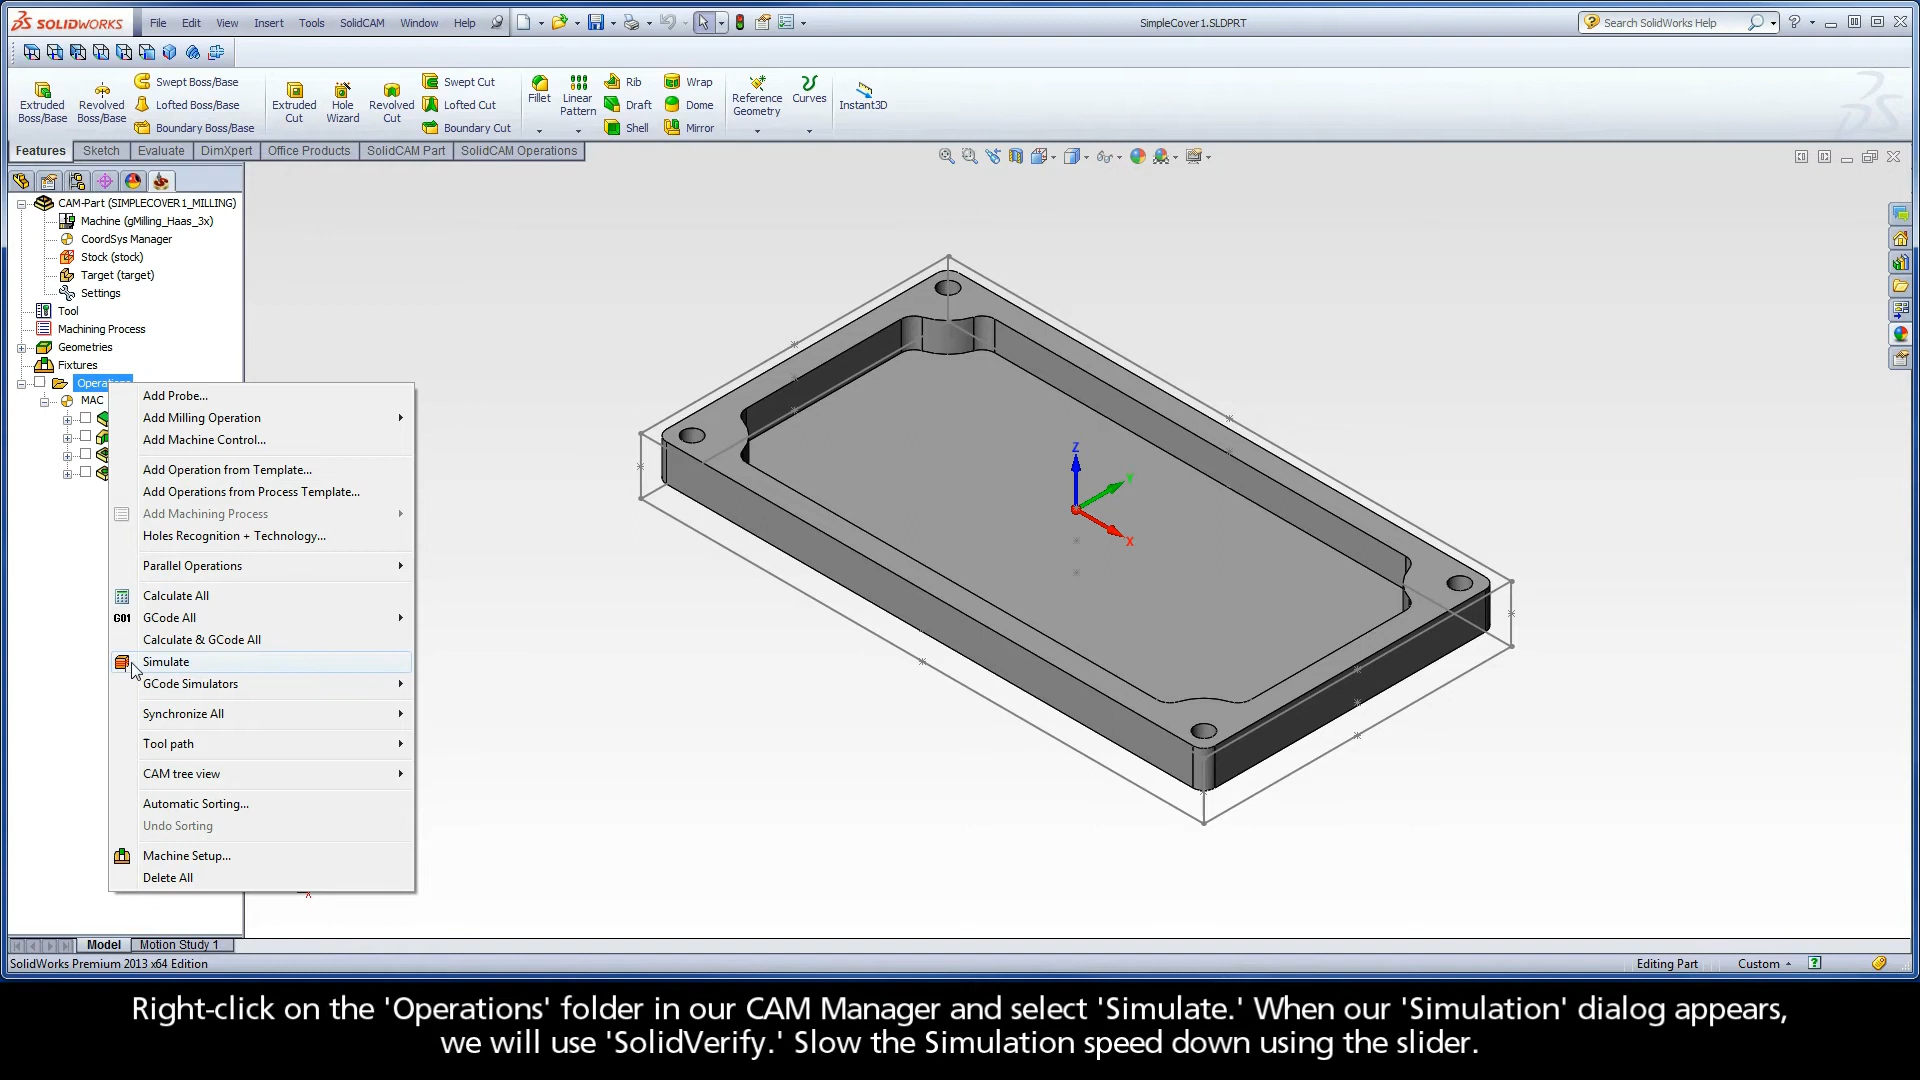 SOLIDWORKS File Edit View Insert Tools SolidCAM Window Help SimpleCover1.SLDPRT Search SolidWorks Help
Extruded Boss/Base
Revolved Boss/Base
Swept Boss/Base
Lofted Boss/Base
Boundary Boss/Base
Extruded Cut
Hole Wizard
Revolved Cut
Swept Cut
Lofted Cut
Boundary Cut
Fillet
Linear Pattern
Rib
Draft
Shell
Wrap
Dome
Mirror
Reference Geometry
Curves
Instant3D
Features Sketch Evaluate DimXpert Office Products SolidCAM Part SolidCAM Operations
CAM-Part (SIMPLECOVER1_MILLING)
Machine (gMilling_Haas_3x)
CoordSys Manager
Stock (stock)
Target (target)
Settings
Tool
Machining Process
Geometries
Fixtures
Operations
MAC
Add Probe...
Add Milling Operation
Add Machine Control...
Add Operation from Template...
Add Operations from Process Template...
Add Machining Process
Holes Recognition + Technology...
Parallel Operations
Calculate All
G01 GCode All
Calculate & GCode All
Simulate
GCode Simulators
Synchronize All
Tool path
CAM tree view
Automatic Sorting...
Undo Sorting
Machine Setup...
Delete All
Z
Y
X
Model Motion Study 1
SolidWorks Premium 2013 x64 Edition Editing Part Custom
Right-click on the 'Operations' folder in our CAM Manager and select 'Simulate.' When our 'Simulation' dialog appears,
we will use 'SolidVerify.' Slow the Simulation speed down using the slider.